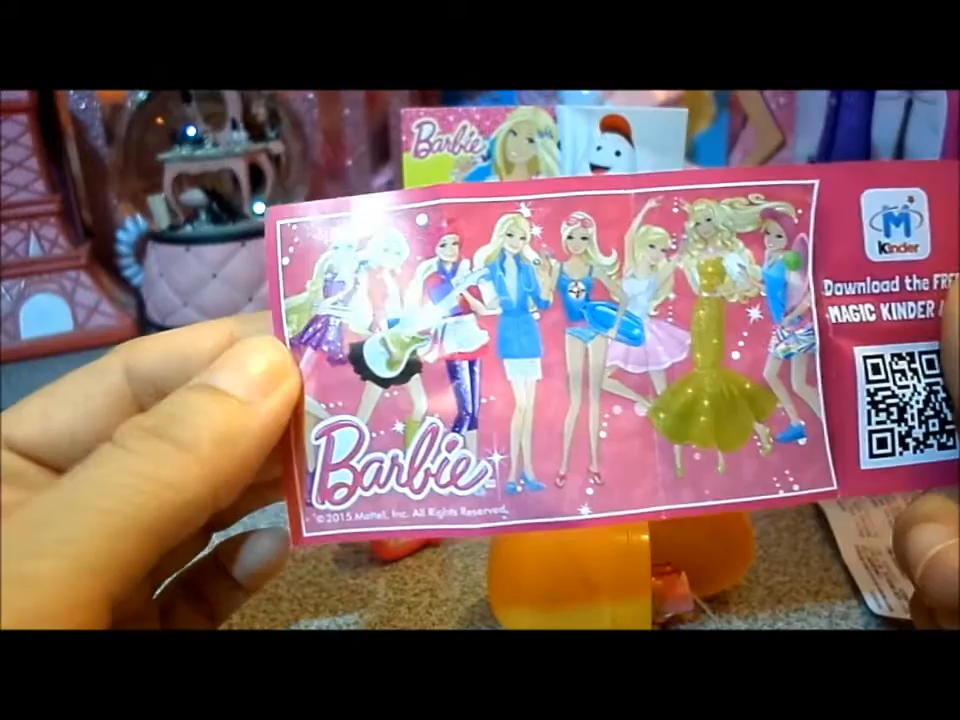 Barbie
M
kinder
Download the FRE
MAGIC KINDER A
Barbie
©2015 Mattel, Inc. All Rights Reserved.